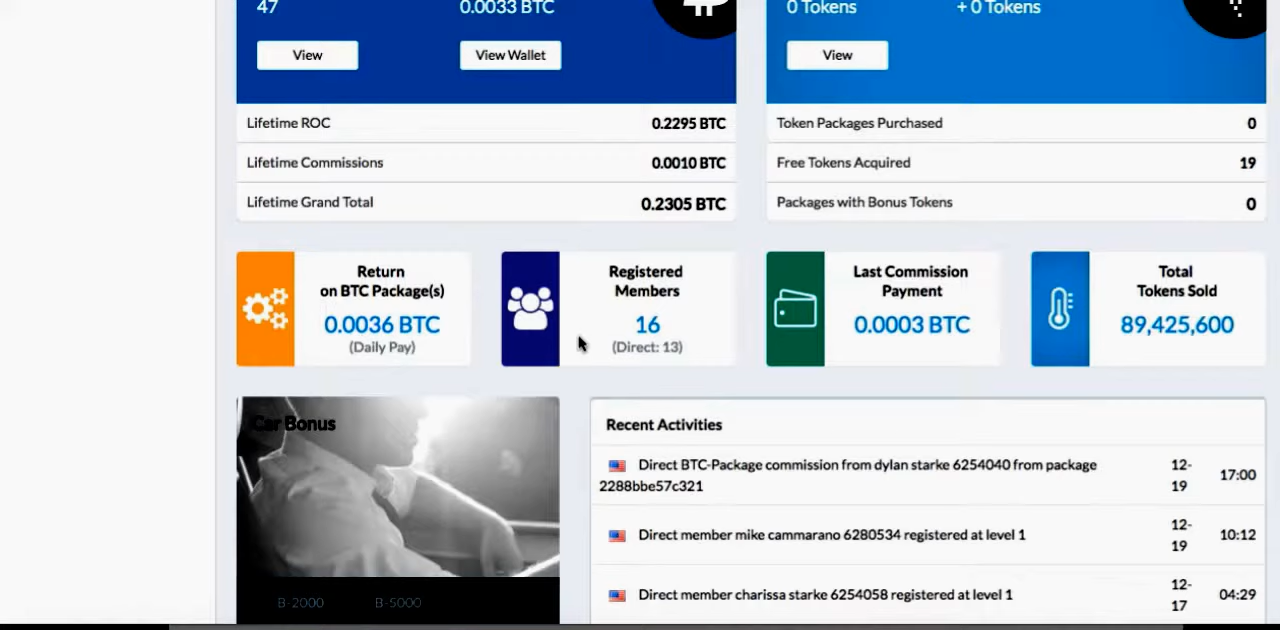 47
0.0033 BTC
0 Tokens
+ 0 Tokens
View
View Wallet
View
Lifetime ROC
0.2295 BTC
Token Packages Purchased
0
Lifetime Commissions
0.0010 BTC
Free Tokens Acquired
19
Lifetime Grand Total
0.2305 BTC
Packages with Bonus Tokens
0
Return
on BTC Package(s)
0.0036 BTC
(Daily Pay)
Registered
Members
16
(Direct: 13)
Last Commission
Payment
0.0003 BTC
Total
Tokens Sold
89,425,600
Car Bonus
B-2000
B-5000
Recent Activities
Direct BTC-Package commission from dylan starke 6254040 from package
2288bbe57c321
12-
19
17:00
Direct member mike cammarano 6280534 registered at level 1
12-
19
10:12
Direct member charissa starke 6254058 registered at level 1
12-
17
04:29